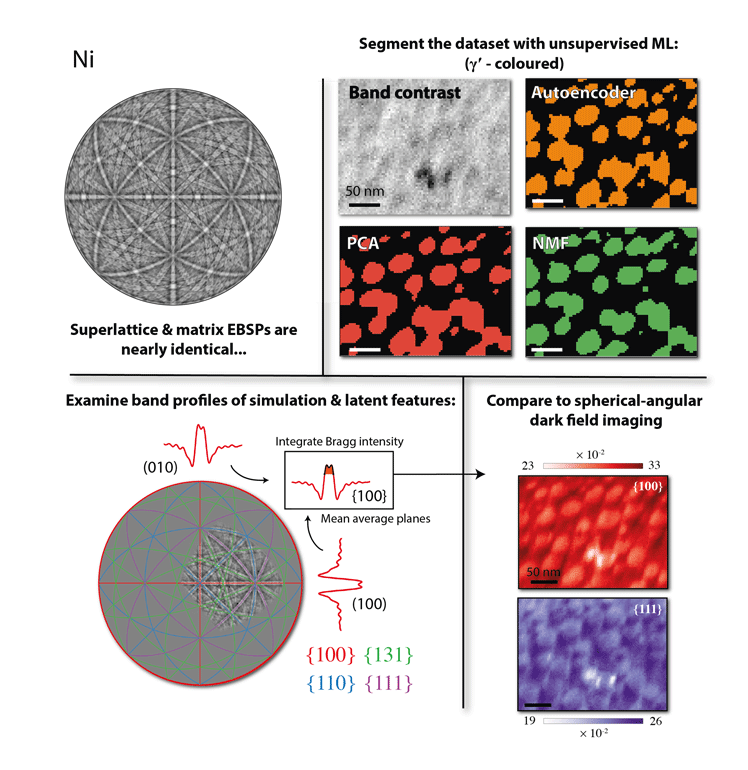 Ni
Superlattice & matrix EBSPs are
nearly identical...
Segment the dataset with unsupervised ML:
(γ’ - coloured)
Band contrast
50 nm
Autoencoder
PCA
NMF
Examine band profiles of simulation & latent features:
(010)
Integrate Bragg intensity
{100}
Mean average planes
(100)
{100} {131}
{110} {111}
Compare to spherical-angular
dark field imaging
× 10⁻²
23 33
{100}
50 nm
{111}
19 26
× 10⁻²